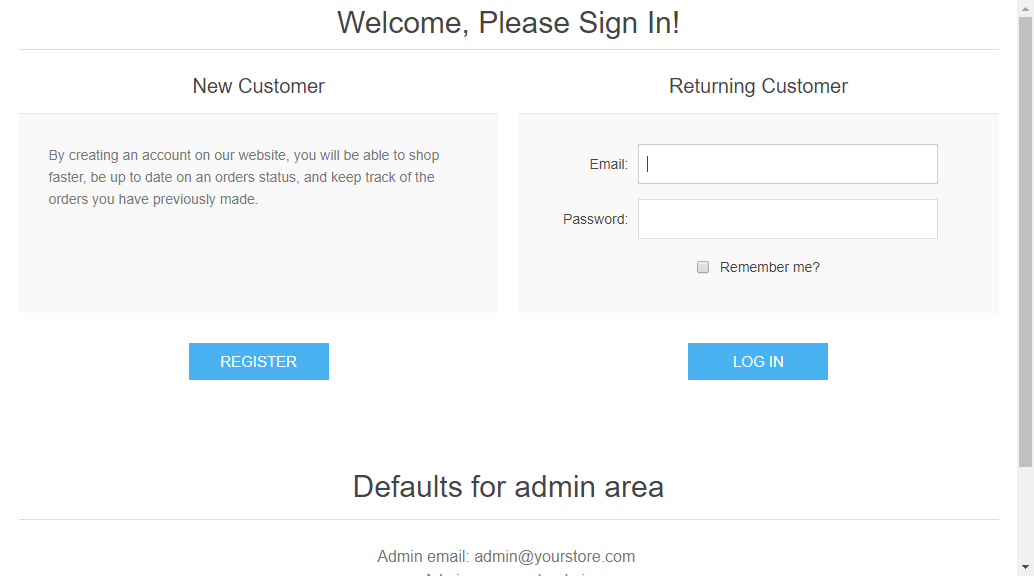 Welcome, Please Sign In!
New Customer
By creating an account on our website, you will be able to shop
faster, be up to date on an orders status, and keep track of the
orders you have previously made.
REGISTER
Returning Customer
Email:
Password:
Remember me?
LOG IN
Defaults for admin area
Admin email: admin@yourstore.com